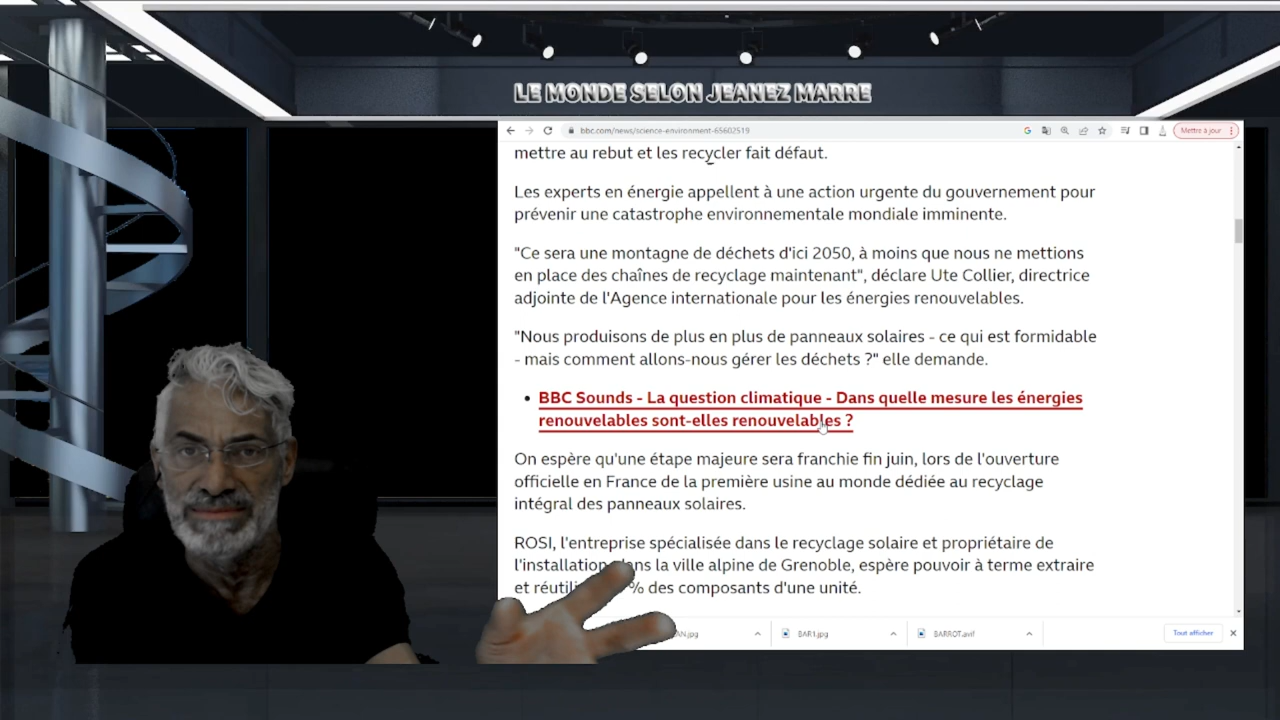 LE MONDE SELON JEANEZ MARRE
bbc.com/news/science-environment-65602519
Mettre à jour
mettre au rebut et les recycler fait défaut.
Les experts en énergie appellent à une action urgente du gouvernement pour
prévenir une catastrophe environnementale mondiale imminente.
"Ce sera une montagne de déchets d'ici 2050, à moins que nous ne mettions
en place des chaînes de recyclage maintenant", déclare Ute Collier, directrice
adjointe de l'Agence internationale pour les énergies renouvelables.
"Nous produisons de plus en plus de panneaux solaires - ce qui est formidable
- mais comment allons-nous gérer les déchets ?" elle demande.
• BBC Sounds - La question climatique - Dans quelle mesure les énergies
renouvelables sont-elles renouvelables ?
On espère qu'une étape majeure sera franchie fin juin, lors de l'ouverture
officielle en France de la première usine au monde dédiée au recyclage
intégral des panneaux solaires.
ROSI, l'entreprise spécialisée dans le recyclage solaire et propriétaire de
l'installation la ville alpine de Grenoble, espère pouvoir à terme extraire
et % des composants d'une unité.
BAR1.jpg
BARROT.avif
Tout afficher